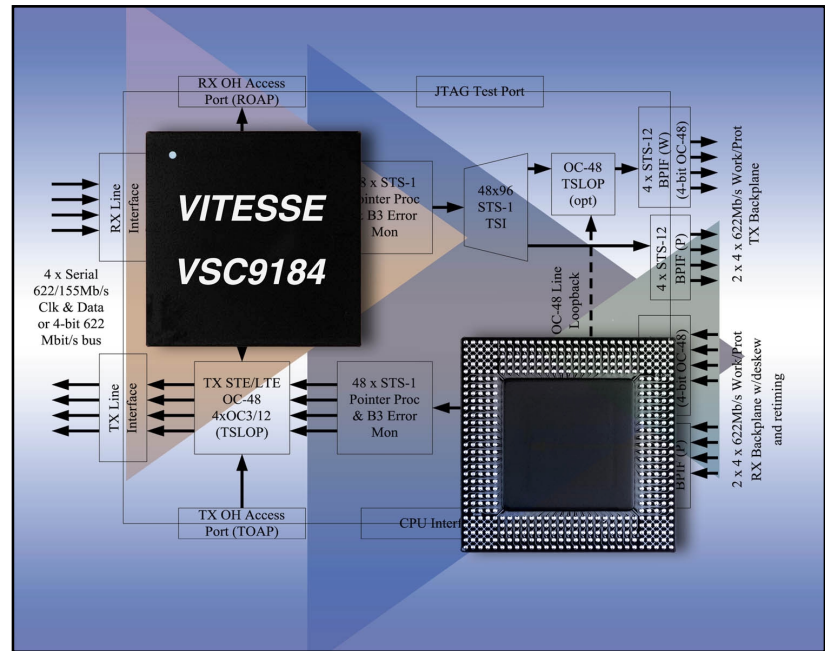 RX OH Access
Port (ROAP)
JTAG Test Port
RX Line
Interface
VITESSE
VSC9184
x STS-1
Pointer Proc
& B3 Error
Mon
48x96
STS-1
TSI
OC-48
TSLOP
(opt)
4 x STS-12
BPIF (W)
(4-bit OC-48)
4 x STS-12
BPIF (P)
2 x 4 x 622Mb/s Work/Prot
TX Backplane
4 x Serial
622/155Mb/s
Clk & Data
or 4-bit 622
Mbit/s bus
OC-48 Line
Loopback
TX Line
Interface
TX STE/LTE
OC-48
4xOC3/12
(TSLOP)
48 x STS-1
Pointer Proc
& B3 Error
Mon
(4-bit OC-48)
BPIF (P)
2 x 4 x 622Mb/s Work/Prot
RX Backplane w/deskew
and retiming
TX OH Access
Port (TOAP)
CPU